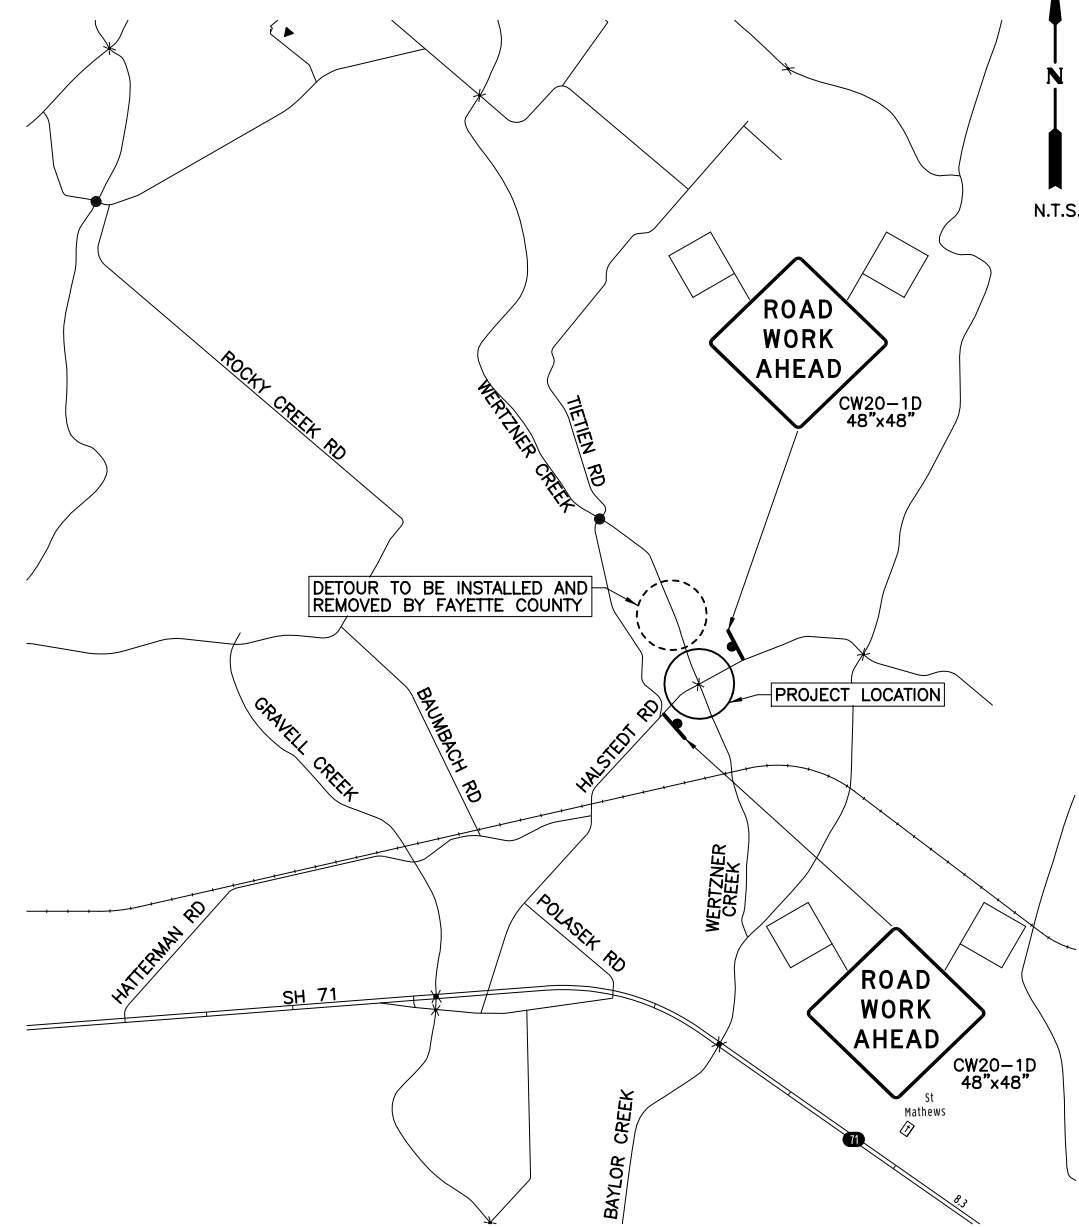 N
N.T.S.
ROAD
WORK
AHEAD
CW20-1D
48"x48"
ROCKY CREEK RD
WERTZNER CREEK
TIETIEN RD
DETOUR TO BE INSTALLED AND
REMOVED BY FAYETTE COUNTY
PROJECT LOCATION
GRAVELL CREEK
BAUMBACH RD
HALSTEDT RD
WERTZNER
CREEK
HATTERMAN RD
POLASEK RD
SH 71
ROAD
WORK
AHEAD
CW20-1D
48"x48"
St
Mathews
71
BAYLOR CREEK
8.3